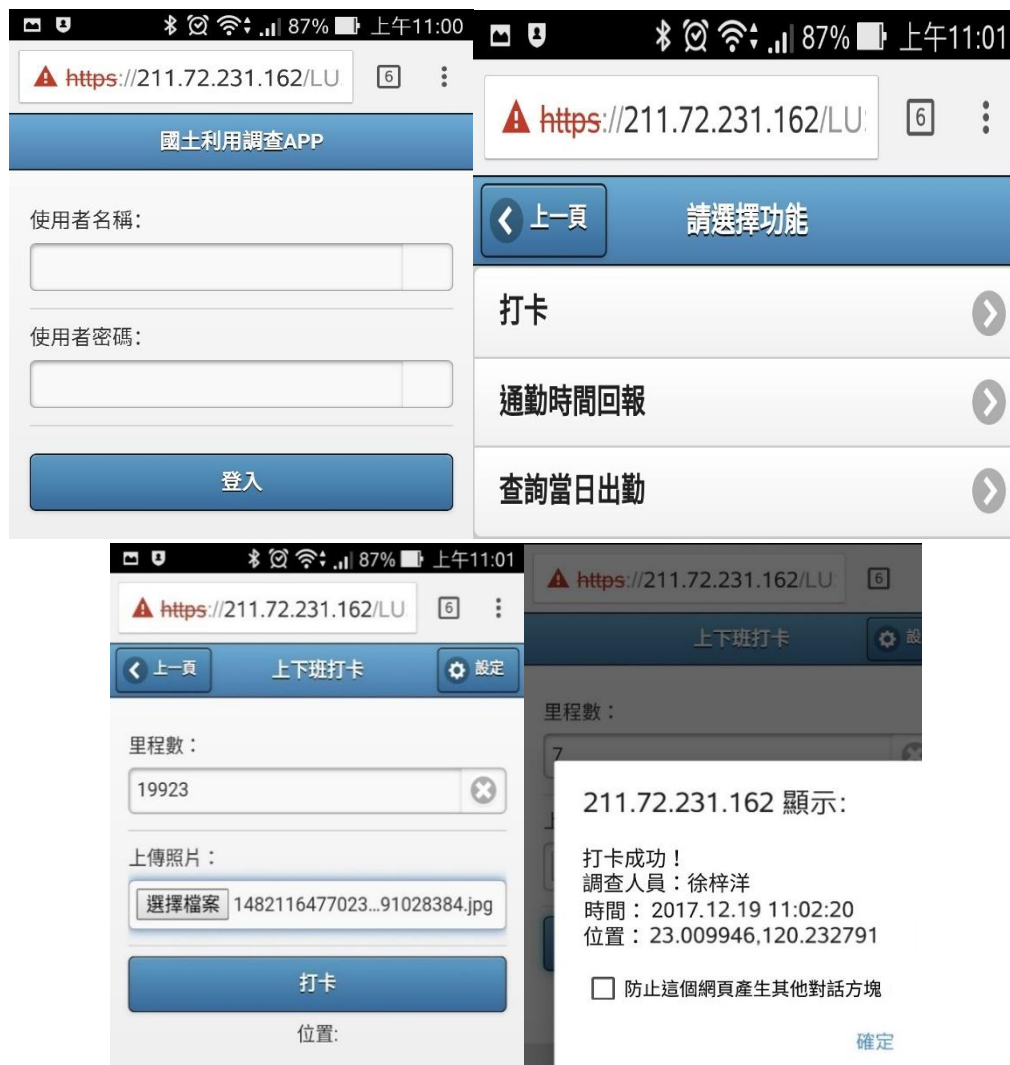 87% 上午11:00
https://211.72.231.162/LU
6
國土利用調查APP
使用者名稱:
使用者密碼:
登入
87% 上午11:01
https://211.72.231.162/LU
6
上一頁
請選擇功能
打卡
通勤時間回報
查詢當日出勤
87% 上午11:01
https://211.72.231.162/LU
6
上一頁
上下班打卡
設定
里程數：
19923
上傳照片：
選擇檔案 1482116477023...91028384.jpg
打卡
位置:
https://211.72.231.162/LU
6
上下班打卡
里程數：
7
211.72.231.162 顯示:
打卡成功！
調查人員：徐梓洋
時間： 2017.12.19 11:02:20
位置： 23.009946,120.232791
防止這個網頁產生其他對話方塊
確定